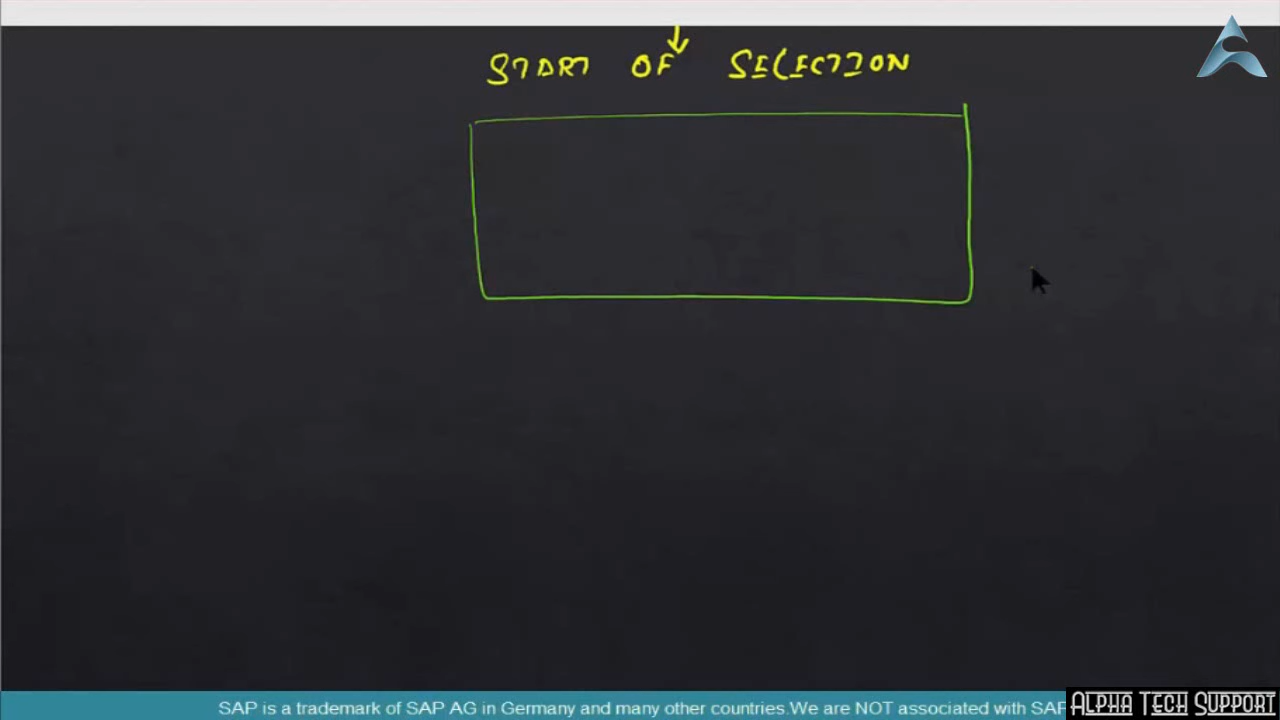 START OF SELECTION
SAP is a trademark of SAP AG in Germany and many other countries.We are NOT associated with SAP
ALPHA TECH SUPPORT